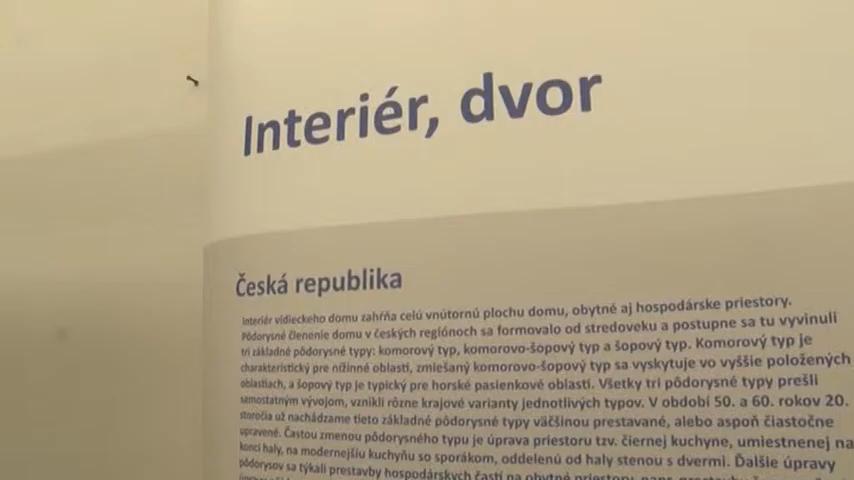 Interiér, dvor
Česká republika
Interiér vidieckeho domu zahŕňa celú vnútornú plochu domu, obytné aj hospodárske priestory.
Pôdorysné členenie domu v českých regiónoch sa formovalo od stredoveku a postupne sa tu vyvinuli
tri základné pôdorysné typy: komorový typ, komorovo-šopový typ a šopový typ. Komorový typ je
charakteristický pre nížinné oblasti, zmiešaný komorovo-šopový typ sa vyskytuje vo vyššie položených
oblastiach, a šopový typ je typický pre horské pasienkové oblasti. Všetky tri pôdorysné typy prešli
samostatným vývojom, vznikli rôzne krajové varianty jednotlivých typov. V období 50. a 60. rokov 20.
storočia už nachádzame tieto základné pôdorysné typy väčšinou prestavané, alebo aspoň čiastočne
upravené. Častou zmenou pôdorysného typu je úprava priestoru tzv. čiernej kuchyne, umiestnenej na
konci haly, na modernejšiu kuchyňu so sporákom, oddelenú od haly stenou s dvermi. Ďalšie úpravy
pôdorysov sa týkali prestavby hospodárskych častí na obytné priestory, napr. prestavby